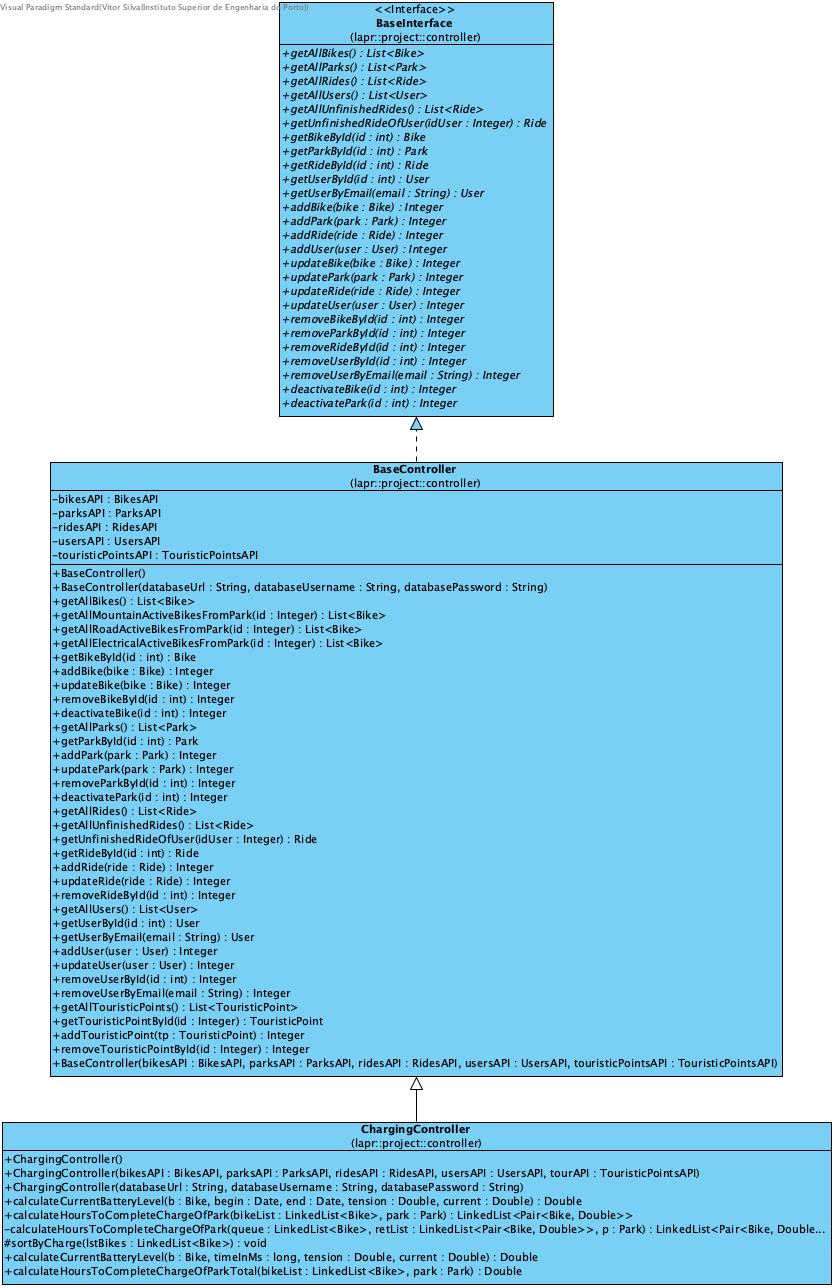 Visual Paradigm Standard(Vitor Silva(Instituto Superior de Engenharia do Porto))
<<Interface>>
BaseInterface
(lapr::project::controller)
+getAllBikes() : List<Bike>
+getAllParks() : List<Park>
+getAllRides() : List<Ride>
+getAllUsers() : List<User>
+getAllUnfinishedRides() : List<Ride>
+getUnfinishedRideOfUser(idUser : Integer) : Ride
+getBikeById(id : int) : Bike
+getParkById(id : int) : Park
+getRideById(id : int) : Ride
+getUserById(id : int) : User
+getUserByEmail(email : String) : User
+addBike(bike : Bike) : Integer
+addPark(park : Park) : Integer
+addRide(ride : Ride) : Integer
+addUser(user : User) : Integer
+updateBike(bike : Bike) : Integer
+updatePark(park : Park) : Integer
+updateRide(ride : Ride) : Integer
+updateUser(user : User) : Integer
+removeBikeById(id : int) : Integer
+removeParkById(id : int) : Integer
+removeRideById(id : int) : Integer
+removeUserById(id : int) : Integer
+removeUserByEmail(email : String) : Integer
+deactivateBike(id : int) : Integer
+deactivatePark(id : int) : Integer
BaseController
(lapr::project::controller)
-bikesAPI : BikesAPI
-parksAPI : ParksAPI
-ridesAPI : RidesAPI
-usersAPI : UsersAPI
-touristicPointsAPI : TouristicPointsAPI
+BaseController()
+BaseController(databaseUrl : String, databaseUsername : String, databasePassword : String)
+getAllBikes() : List<Bike>
+getAllMountainActiveBikesFromPark(id : Integer) : List<Bike>
+getAllRoadActiveBikesFromPark(id : Integer) : List<Bike>
+getAllElectricalActiveBikesFromPark(id : Integer) : List<Bike>
+getBikeById(id : int) : Bike
+addBike(bike : Bike) : Integer
+updateBike(bike : Bike) : Integer
+removeBikeById(id : int) : Integer
+deactivateBike(id : int) : Integer
+getAllParks() : List<Park>
+getParkById(id : int) : Park
+addPark(park : Park) : Integer
+updatePark(park : Park) : Integer
+removeParkById(id : int) : Integer
+deactivatePark(id : int) : Integer
+getAllRides() : List<Ride>
+getAllUnfinishedRides() : List<Ride>
+getUnfinishedRideOfUser(idUser : Integer) : Ride
+getRideById(id : int) : Ride
+addRide(ride : Ride) : Integer
+updateRide(ride : Ride) : Integer
+removeRideById(id : int) : Integer
+getAllUsers() : List<User>
+getUserById(id : int) : User
+getUserByEmail(email : String) : User
+addUser(user : User) : Integer
+updateUser(user : User) : Integer
+removeUserById(id : int) : Integer
+removeUserByEmail(email : String) : Integer
+getAllTouristicPoints() : List<TouristicPoint>
+getTouristicPointById(id : Integer) : TouristicPoint
+addTouristicPoint(tp : TouristicPoint) : Integer
+removeTouristicPointById(id : Integer) : Integer
+BaseController(bikesAPI : BikesAPI, parksAPI : ParksAPI, ridesAPI : RidesAPI, usersAPI : UsersAPI, touristicPointsAPI : TouristicPointsAPI)
ChargingController
(lapr::project::controller)
+ChargingController()
+ChargingController(bikesAPI : BikesAPI, parksAPI : ParksAPI, ridesAPI : RidesAPI, usersAPI : UsersAPI, tourAPI : TouristicPointsAPI)
+ChargingController(databaseUrl : String, databaseUsername : String, databasePassword : String)
+calculateCurrentBatteryLevel(b : Bike, begin : Date, end : Date, tension : Double, current : Double) : Double
+calculateHoursToCompleteChargeOfPark(bikeList : LinkedList<Bike>, park : Park) : LinkedList<Pair<Bike, Double>>
-calculateHoursToCompleteChargeOfPark(queue : LinkedList<Bike>, retList : LinkedList<Pair<Bike, Double>>, p : Park) : LinkedList<Pair<Bike, Double...
#sortByCharge(lstBikes : LinkedList<Bike>) : void
+calculateCurrentBatteryLevel(b : Bike, timeInMs : long, tension : Double, current : Double) : Double
+calculateHoursToCompleteChargeOfParkTotal(bikeList : LinkedList<Bike>, park : Park) : Double